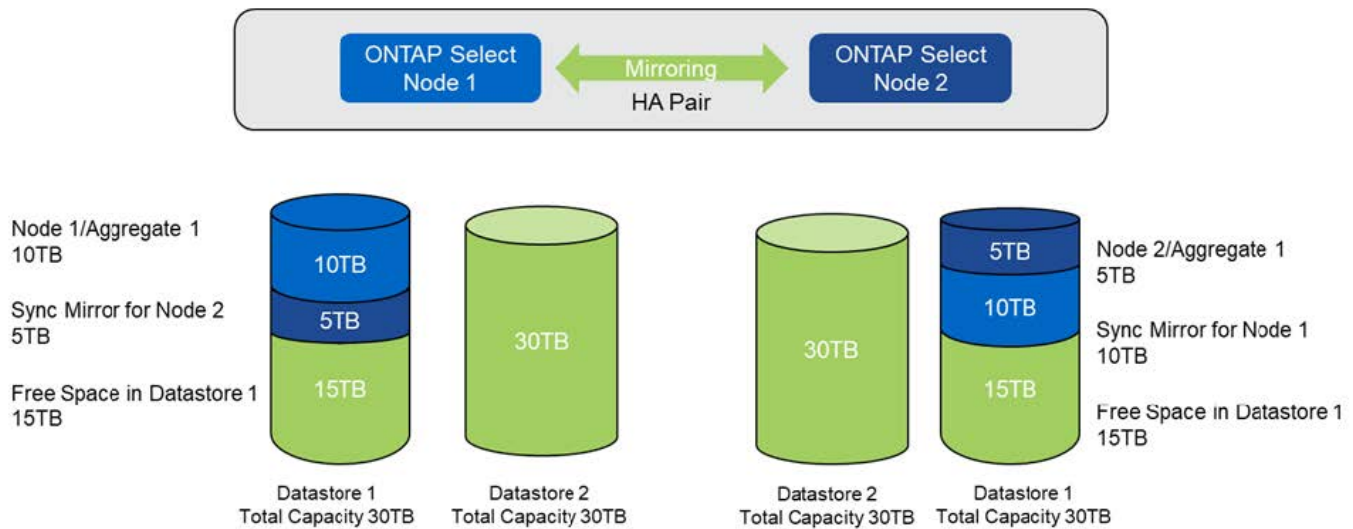 ONTAP Select
Node 1
Mirroring
HA Pair
ONTAP Select
Node 2
Node 1/Aggregate 1
10TB
Sync Mirror for Node 2
5TB
Free Space in Datastore 1
15TB
10TB
5TB
15TB
30TB
30TB
5TB
10TB
15TB
Node 2/Aggregate 1
5TB
Sync Mirror for Node 1
10TB
Free Space in Datastore 1
15TB
Datastore 1
Total Capacity 30TB
Datastore 2
Total Capacity 30TB
Datastore 2
Total Capacity 30TB
Datastore 1
Total Capacity 30TB